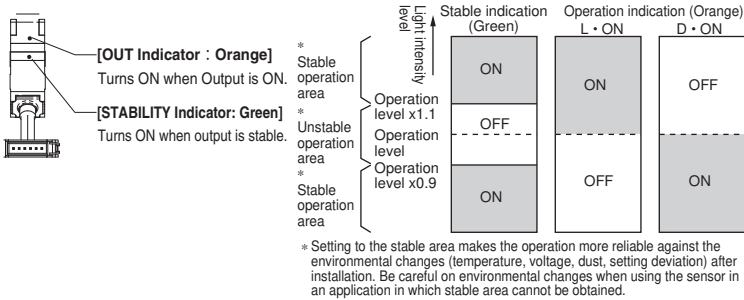 [OUT Indicator : Orange]
Turns ON when Output is ON.
[STABILITY Indicator: Green]
Turns ON when output is stable.
Light intensity
level
Stable indication
(Green)
Operation indication (Orange)
L • ON
D • ON
*
Stable
operation
area
*
Unstable
operation
area
*
Stable
operation
area
Operation
level x1.1
Operation
level
Operation
level x0.9
ON
OFF
ON
ON
OFF
OFF
ON
* Setting to the stable area makes the operation more reliable against the
environmental changes (temperature, voltage, dust, setting deviation) after
installation. Be careful on environmental changes when using the sensor in
an application in which stable area cannot be obtained.